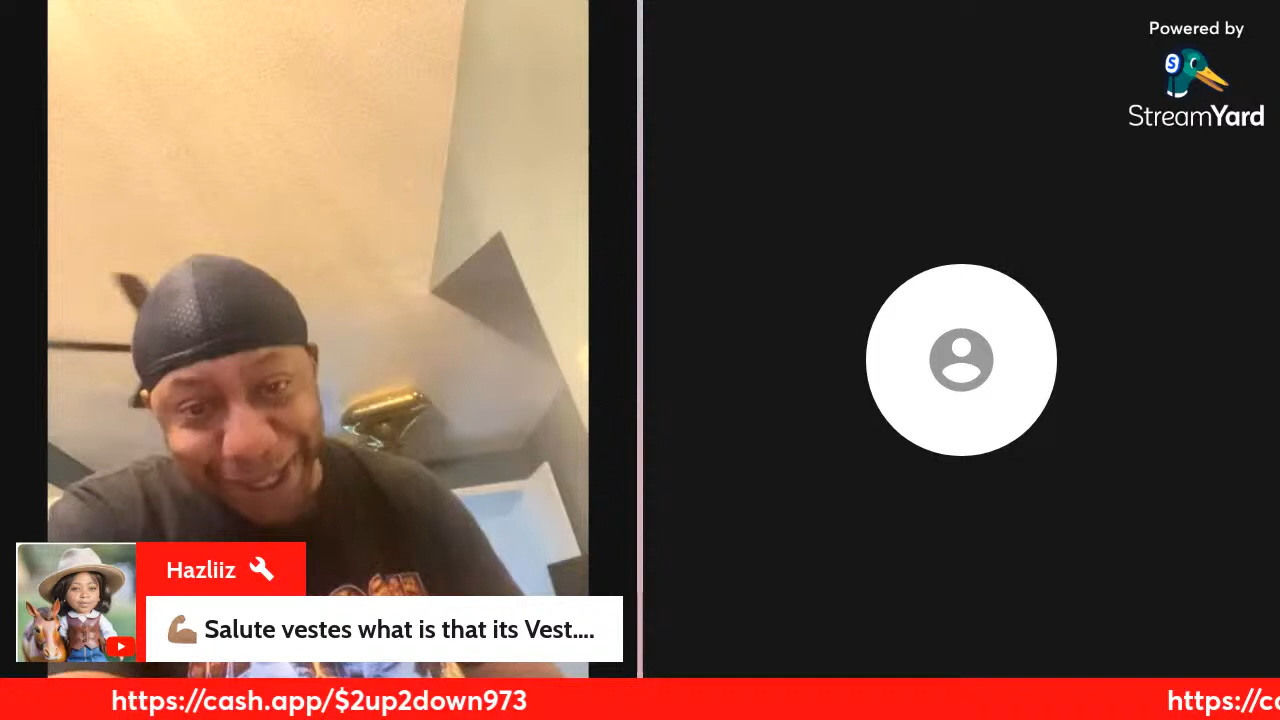 Powered by
StreamYard
Hazliiz
💪🏽 Salute vestes what is that its Vest....
https://cash.app/$2up2down973
https://c